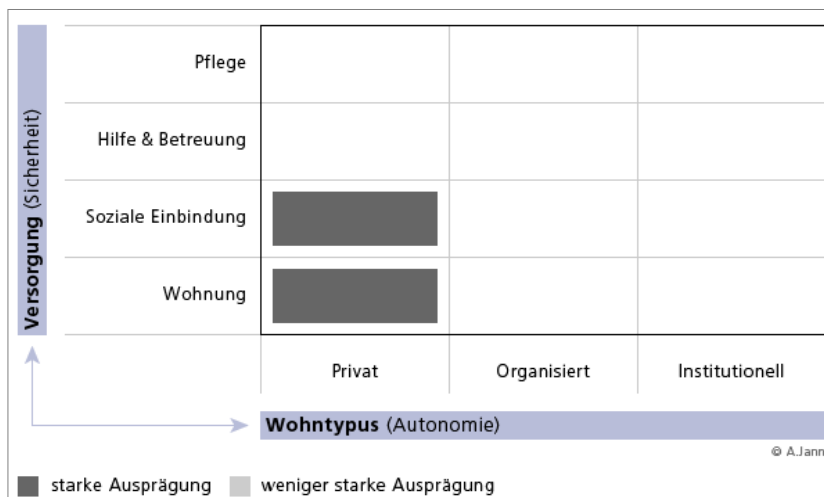 Versorgung (Sicherheit)
Pflege
Hilfe & Betreuung
Soziale Einbindung
Wohnung
Privat
Organisiert
Institutionell
Wohntypus (Autonomie)
© A.Jann
starke Ausprägung
weniger starke Ausprägung